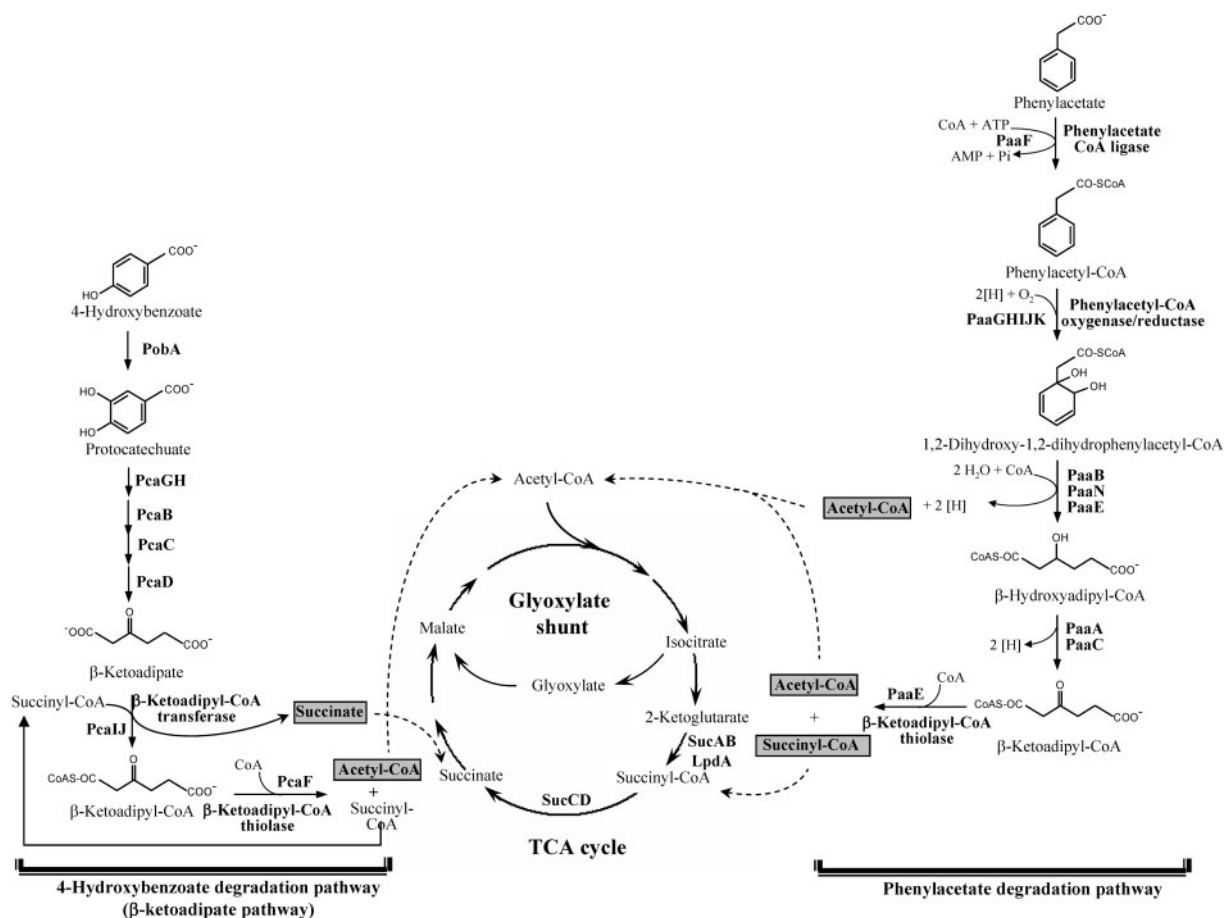 COO⁻
Phenylacetate
CoA + ATP
PaaF
AMP + Pi
Phenylacetate
CoA ligase
CO-SCoA
Phenylacetyl-CoA
2[H] + O₂
PaaGHIJK
Phenylacetyl-CoA
oxygenase/reductase
CO-SCoA
OH
OH
1,2-Dihydroxy-1,2-dihydrophenylacetyl-CoA
2 H₂O + CoA
PaaB
PaaN
PaaE
Acetyl-CoA + 2 [H]
OH
CoAS-OC
COO⁻
β-Hydroxyadipyl-CoA
2 [H]
PaaA
PaaC
O
CoAS-OC
COO⁻
β-Ketoadipyl-CoA
PaaE
CoA
β-Ketoadipyl-CoA
thiolase
Acetyl-CoA
+
Succinyl-CoA
Phenylacetate degradation pathway
COO⁻
HO
4-Hydroxybenzoate
PobA
HO
COO⁻
HO
Protocatechuate
PcaGH
PcaB
PcaC
PcaD
O
⁻OOC
COO⁻
β-Ketoadipate
Succinyl-CoA
β-Ketoadipyl-CoA
transferase
PcaIJ
Succinate
O
CoAS-OC
COO⁻
β-Ketoadipyl-CoA
CoA
PcaF
β-Ketoadipyl-CoA
thiolase
Acetyl-CoA
+
Succinyl-
CoA
4-Hydroxybenzoate degradation pathway
(β-ketoadipate pathway)
Acetyl-CoA
Glyoxylate
shunt
Malate
Isocitrate
Glyoxylate
2-Ketoglutarate
SucAB
LpdA
Succinyl-CoA
Succinate
SucCD
TCA cycle